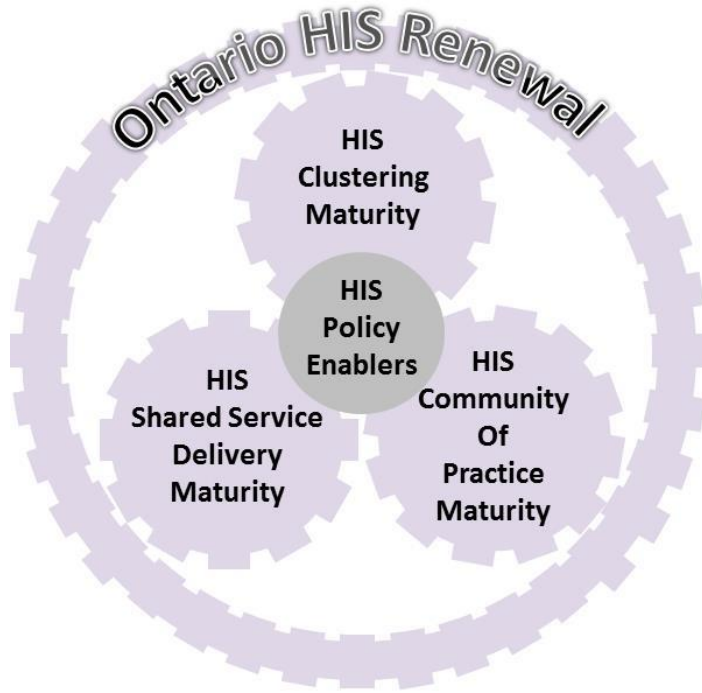 Ontario HIS Renewal
HIS
Clustering
Maturity
HIS
Policy
Enablers
HIS
Shared Service
Delivery
Maturity
HIS
Community
Of
Practice
Maturity